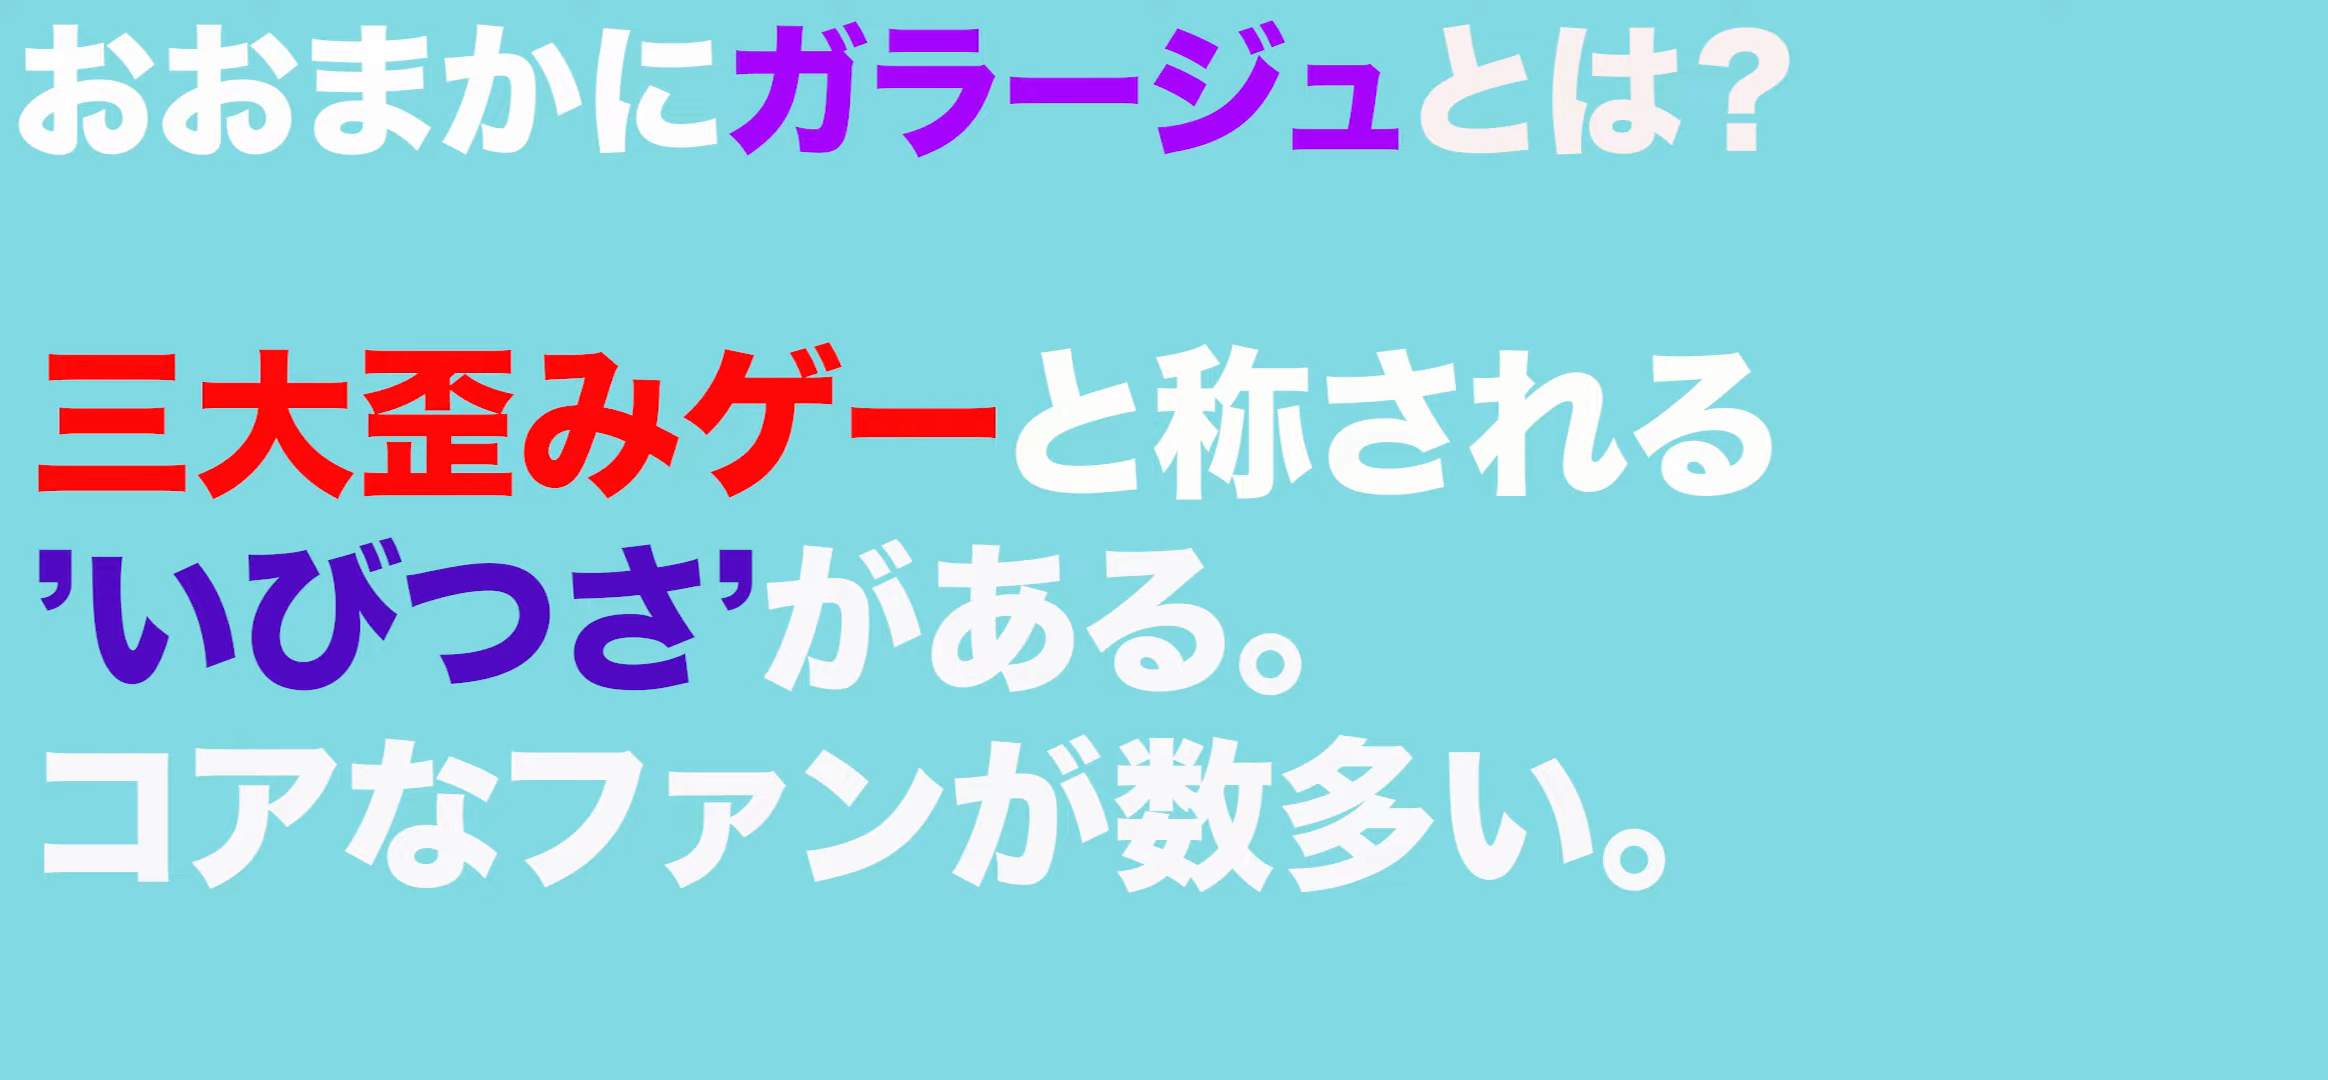 おおまかにガラージュとは?
三大歪みゲーと称される
’いびつさ’がある。
コアなファンが数多い。